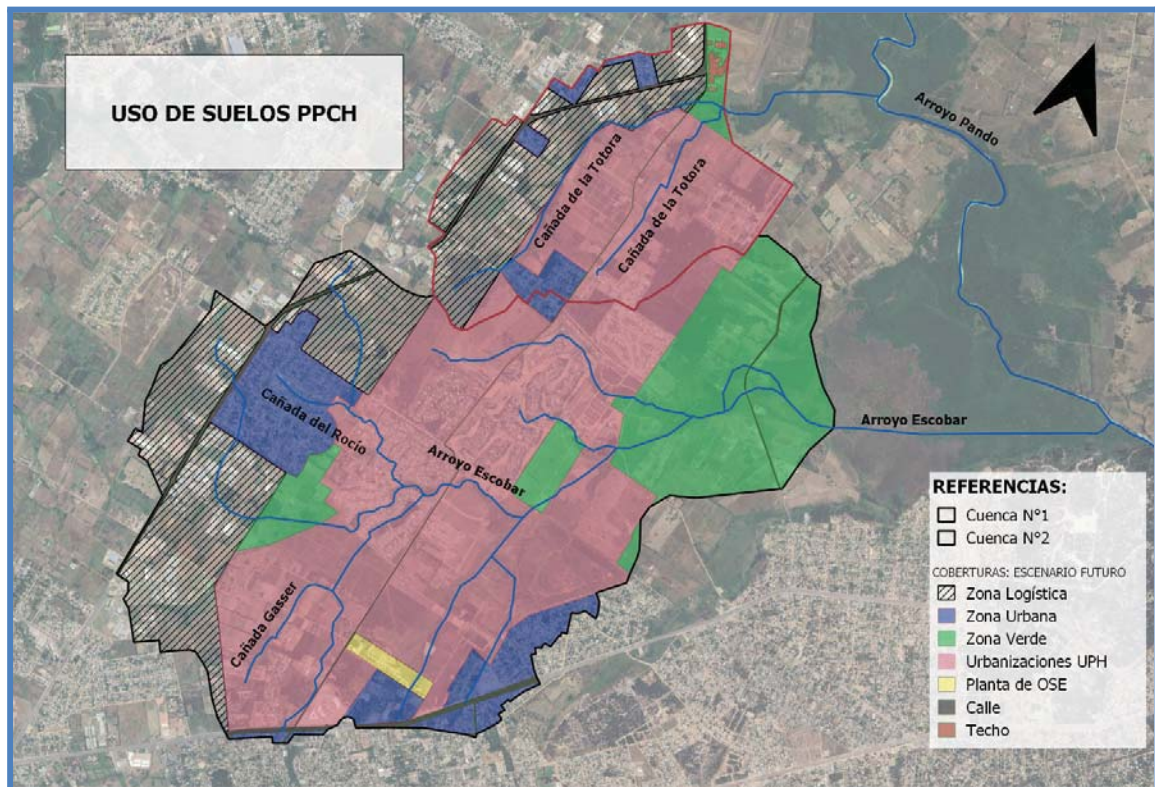 USO DE SUELOS PPCH
Arroyo Pando
Cañada de la Totora
Cañada de la Totora
Cañada del Rocío
Arroyo Escobar
Arroyo Escobar
Cañada Gasser
REFERENCIAS:
Cuenca N°1
Cuenca N°2
COBERTURAS: ESCENARIO FUTURO
Zona Logística
Zona Urbana
Zona Verde
Urbanizaciones UPH
Planta de OSE
Calle
Techo